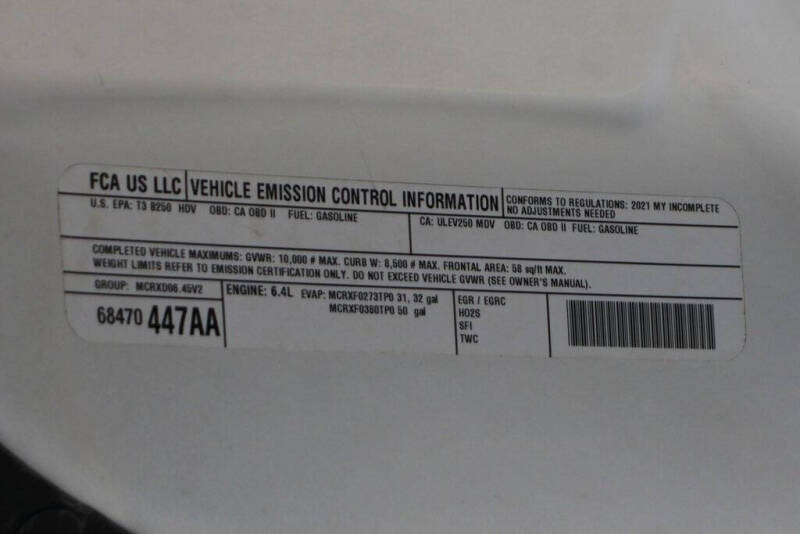 FCA US LLC VEHICLE EMISSION CONTROL INFORMATION CONFORMS TO REGULATIONS: 2021 MY INCOMPLETE
NO ADJUSTMENTS NEEDED
U.S. EPA: T3 B250 HDV OBD: CA OBD II FUEL: GASOLINE
CA: ULEV250 MDV OBD: CA OBD II FUEL: GASOLINE
COMPLETED VEHICLE MAXIMUMS: GVWR: 10,000 # MAX. CURB W: 8,500 # MAX. FRONTAL AREA: 58 sq/ft MAX.
WEIGHT LIMITS REFER TO EMISSION CERTIFICATION ONLY. DO NOT EXCEED VEHICLE GVWR (SEE OWNER'S MANUAL).
GROUP: MCRXD06.45V2
68470 447AA
ENGINE: 6.4L EVAP: MCRXF0273TP0 31, 32 gal
MCRXF0380TP0 50 gal
EGR / EGRC
HO2S
SFI
TWC